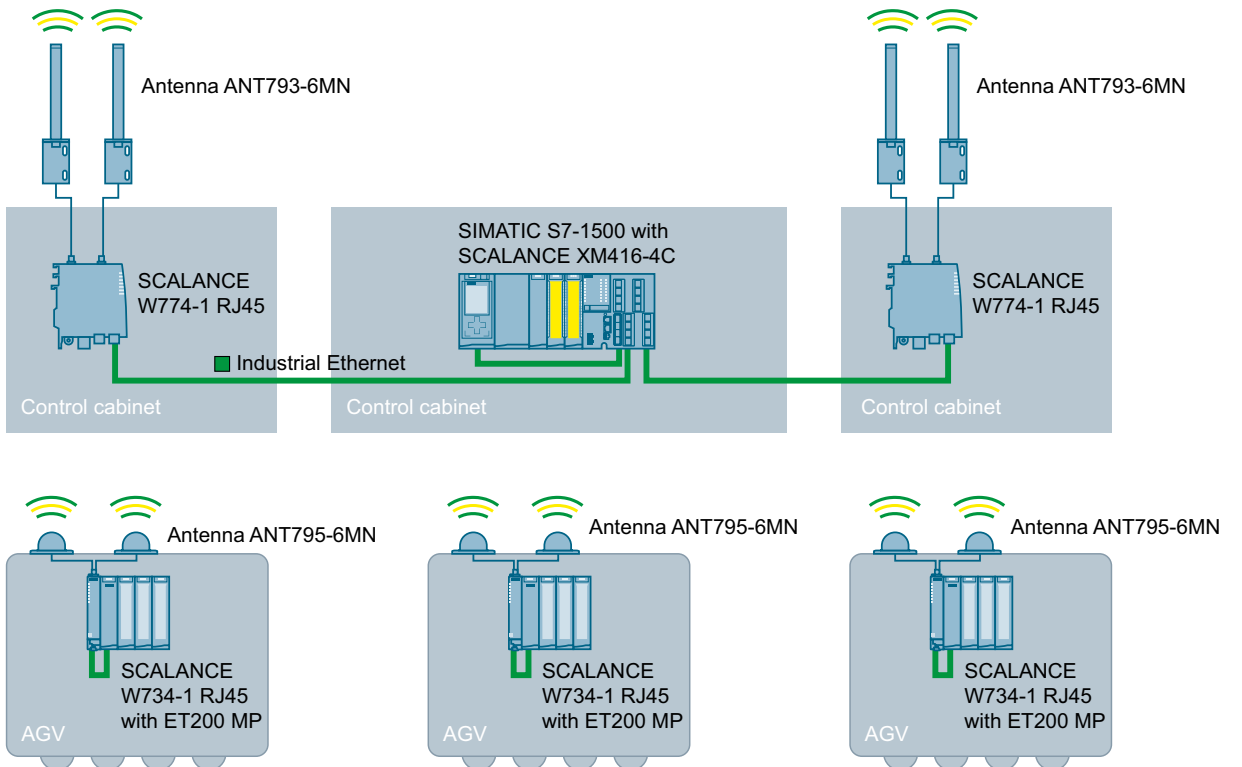 Antenna ANT793-6MN
Antenna ANT793-6MN
SCALANCE
W774-1 RJ45
SIMATIC S7-1500 with
SCALANCE XM416-4C
SCALANCE
W774-1 RJ45
Industrial Ethernet
Control cabinet
Control cabinet
Control cabinet
Antenna ANT795-6MN
Antenna ANT795-6MN
Antenna ANT795-6MN
SCALANCE
W734-1 RJ45
with ET200 MP
AGV
SCALANCE
W734-1 RJ45
with ET200 MP
AGV
SCALANCE
W734-1 RJ45
with ET200 MP
AGV